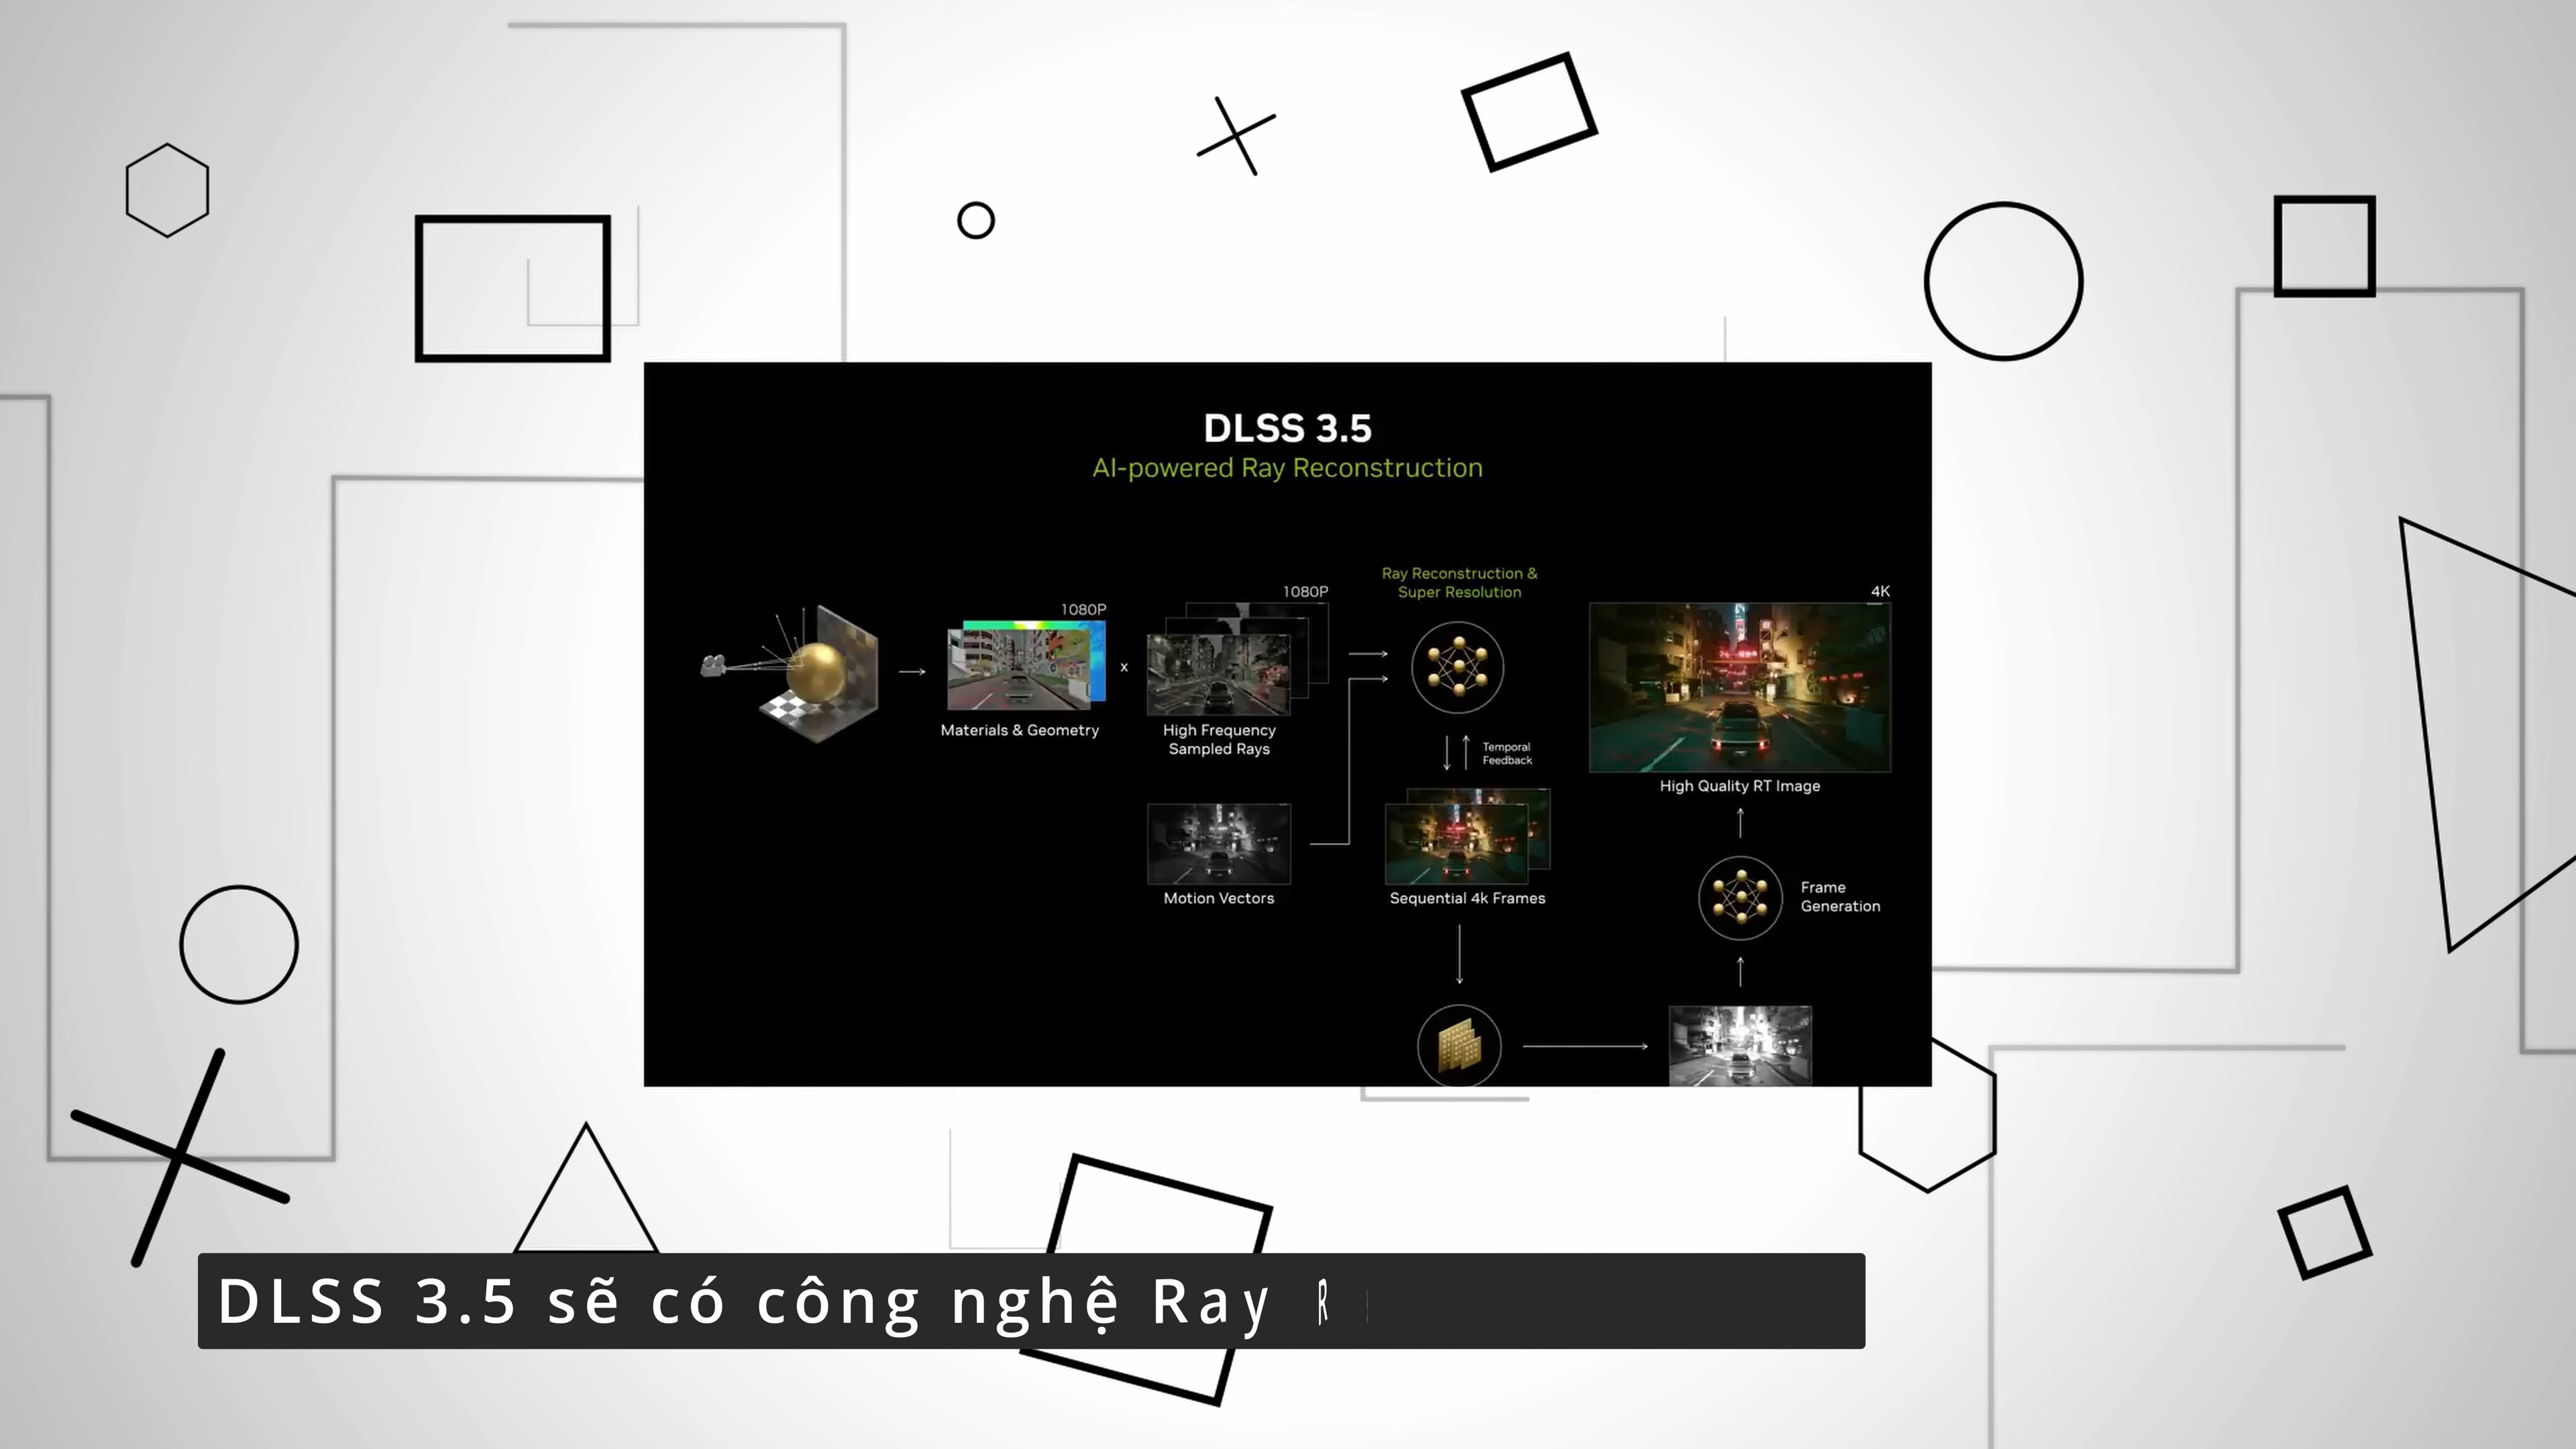 DLSS 3.5
AI-powered Ray Reconstruction
Ray Reconstruction &
Super Resolution
1080P
1080P
4K
x
Materials & Geometry
High Frequency
Sampled Rays
Temporal
Feedback
High Quality RT Image
Motion Vectors
Sequential 4k Frames
Frame
Generation
DLSS 3.5 sẽ có công nghệ Ray R